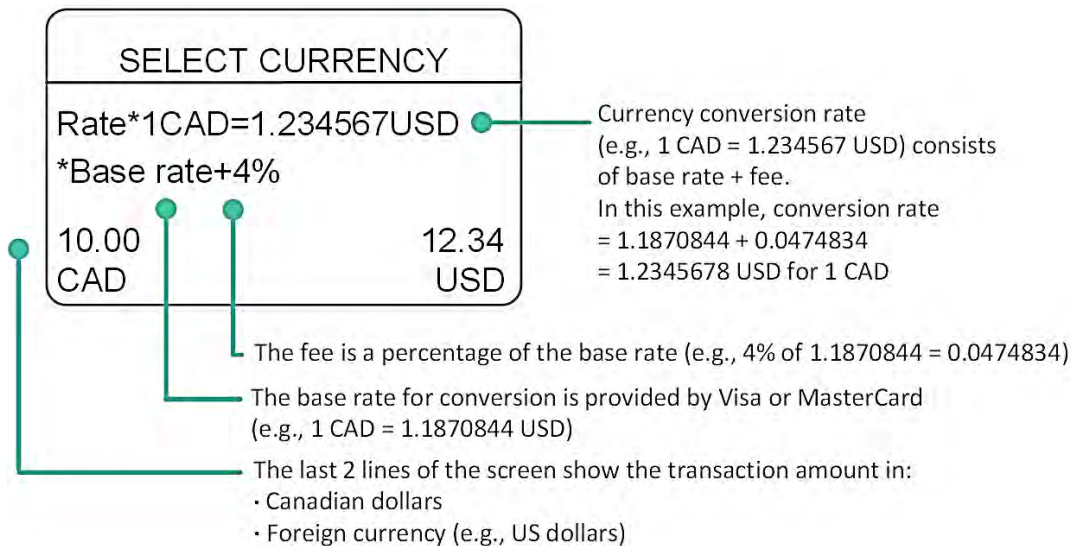 SELECT CURRENCY
Rate*1CAD=1.234567USD
*Base rate+4%
10.00 12.34
CAD USD
Currency conversion rate
(e.g., 1 CAD = 1.234567 USD) consists
of base rate + fee.
In this example, conversion rate
= 1.1870844 + 0.0474834
= 1.2345678 USD for 1 CAD
The fee is a percentage of the base rate (e.g., 4% of 1.1870844 = 0.0474834)
The base rate for conversion is provided by Visa or MasterCard
(e.g., 1 CAD = 1.1870844 USD)
The last 2 lines of the screen show the transaction amount in:
· Canadian dollars
· Foreign currency (e.g., US dollars)